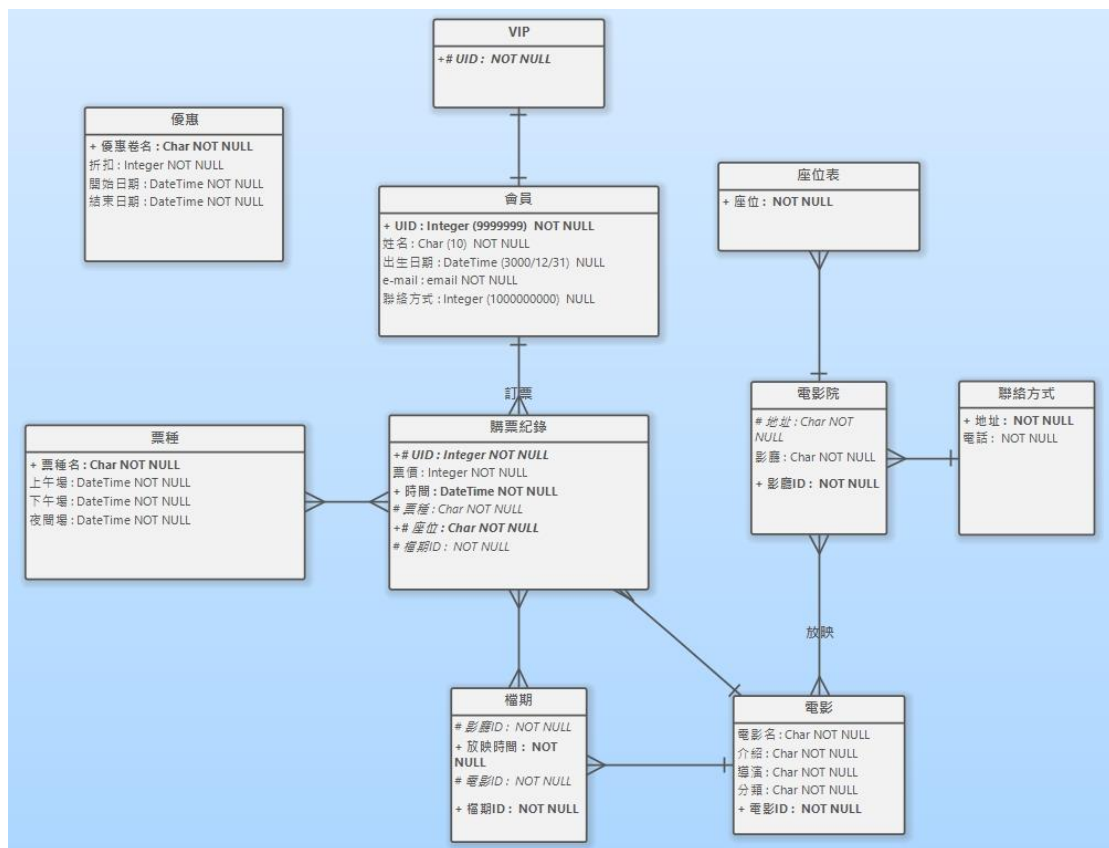 VIP
+# UID : NOT NULL
優惠
+ 優惠卷名 : Char NOT NULL
折扣 : Integer NOT NULL
開始日期 : DateTime NOT NULL
結束日期 : DateTime NOT NULL
會員
+ UID : Integer (9999999) NOT NULL
姓名 : Char (10) NOT NULL
出生日期 : DateTime (3000/12/31) NULL
e-mail : email NOT NULL
聯絡方式 : Integer (1000000000) NULL
座位表
+ 座位 : NOT NULL
訂票
票種
+ 票種名 : Char NOT NULL
上午場 : DateTime NOT NULL
下午場 : DateTime NOT NULL
夜間場 : DateTime NOT NULL
購票紀錄
+# UID : Integer NOT NULL
票價 : Integer NOT NULL
+ 時間 : DateTime NOT NULL
# 票種 : Char NOT NULL
+# 座位 : Char NOT NULL
# 檔期ID : NOT NULL
電影院
# 地址 : Char NOT
NULL
影廳 : Char NOT NULL
+ 影廳ID : NOT NULL
聯絡方式
+ 地址 : NOT NULL
電話 : NOT NULL
放映
檔期
# 影廳ID : NOT NULL
+ 放映時間 : NOT
NULL
# 電影ID : NOT NULL
+ 檔期ID : NOT NULL
電影
電影名 : Char NOT NULL
介紹 : Char NOT NULL
導演 : Char NOT NULL
分類 : Char NOT NULL
+ 電影ID : NOT NULL